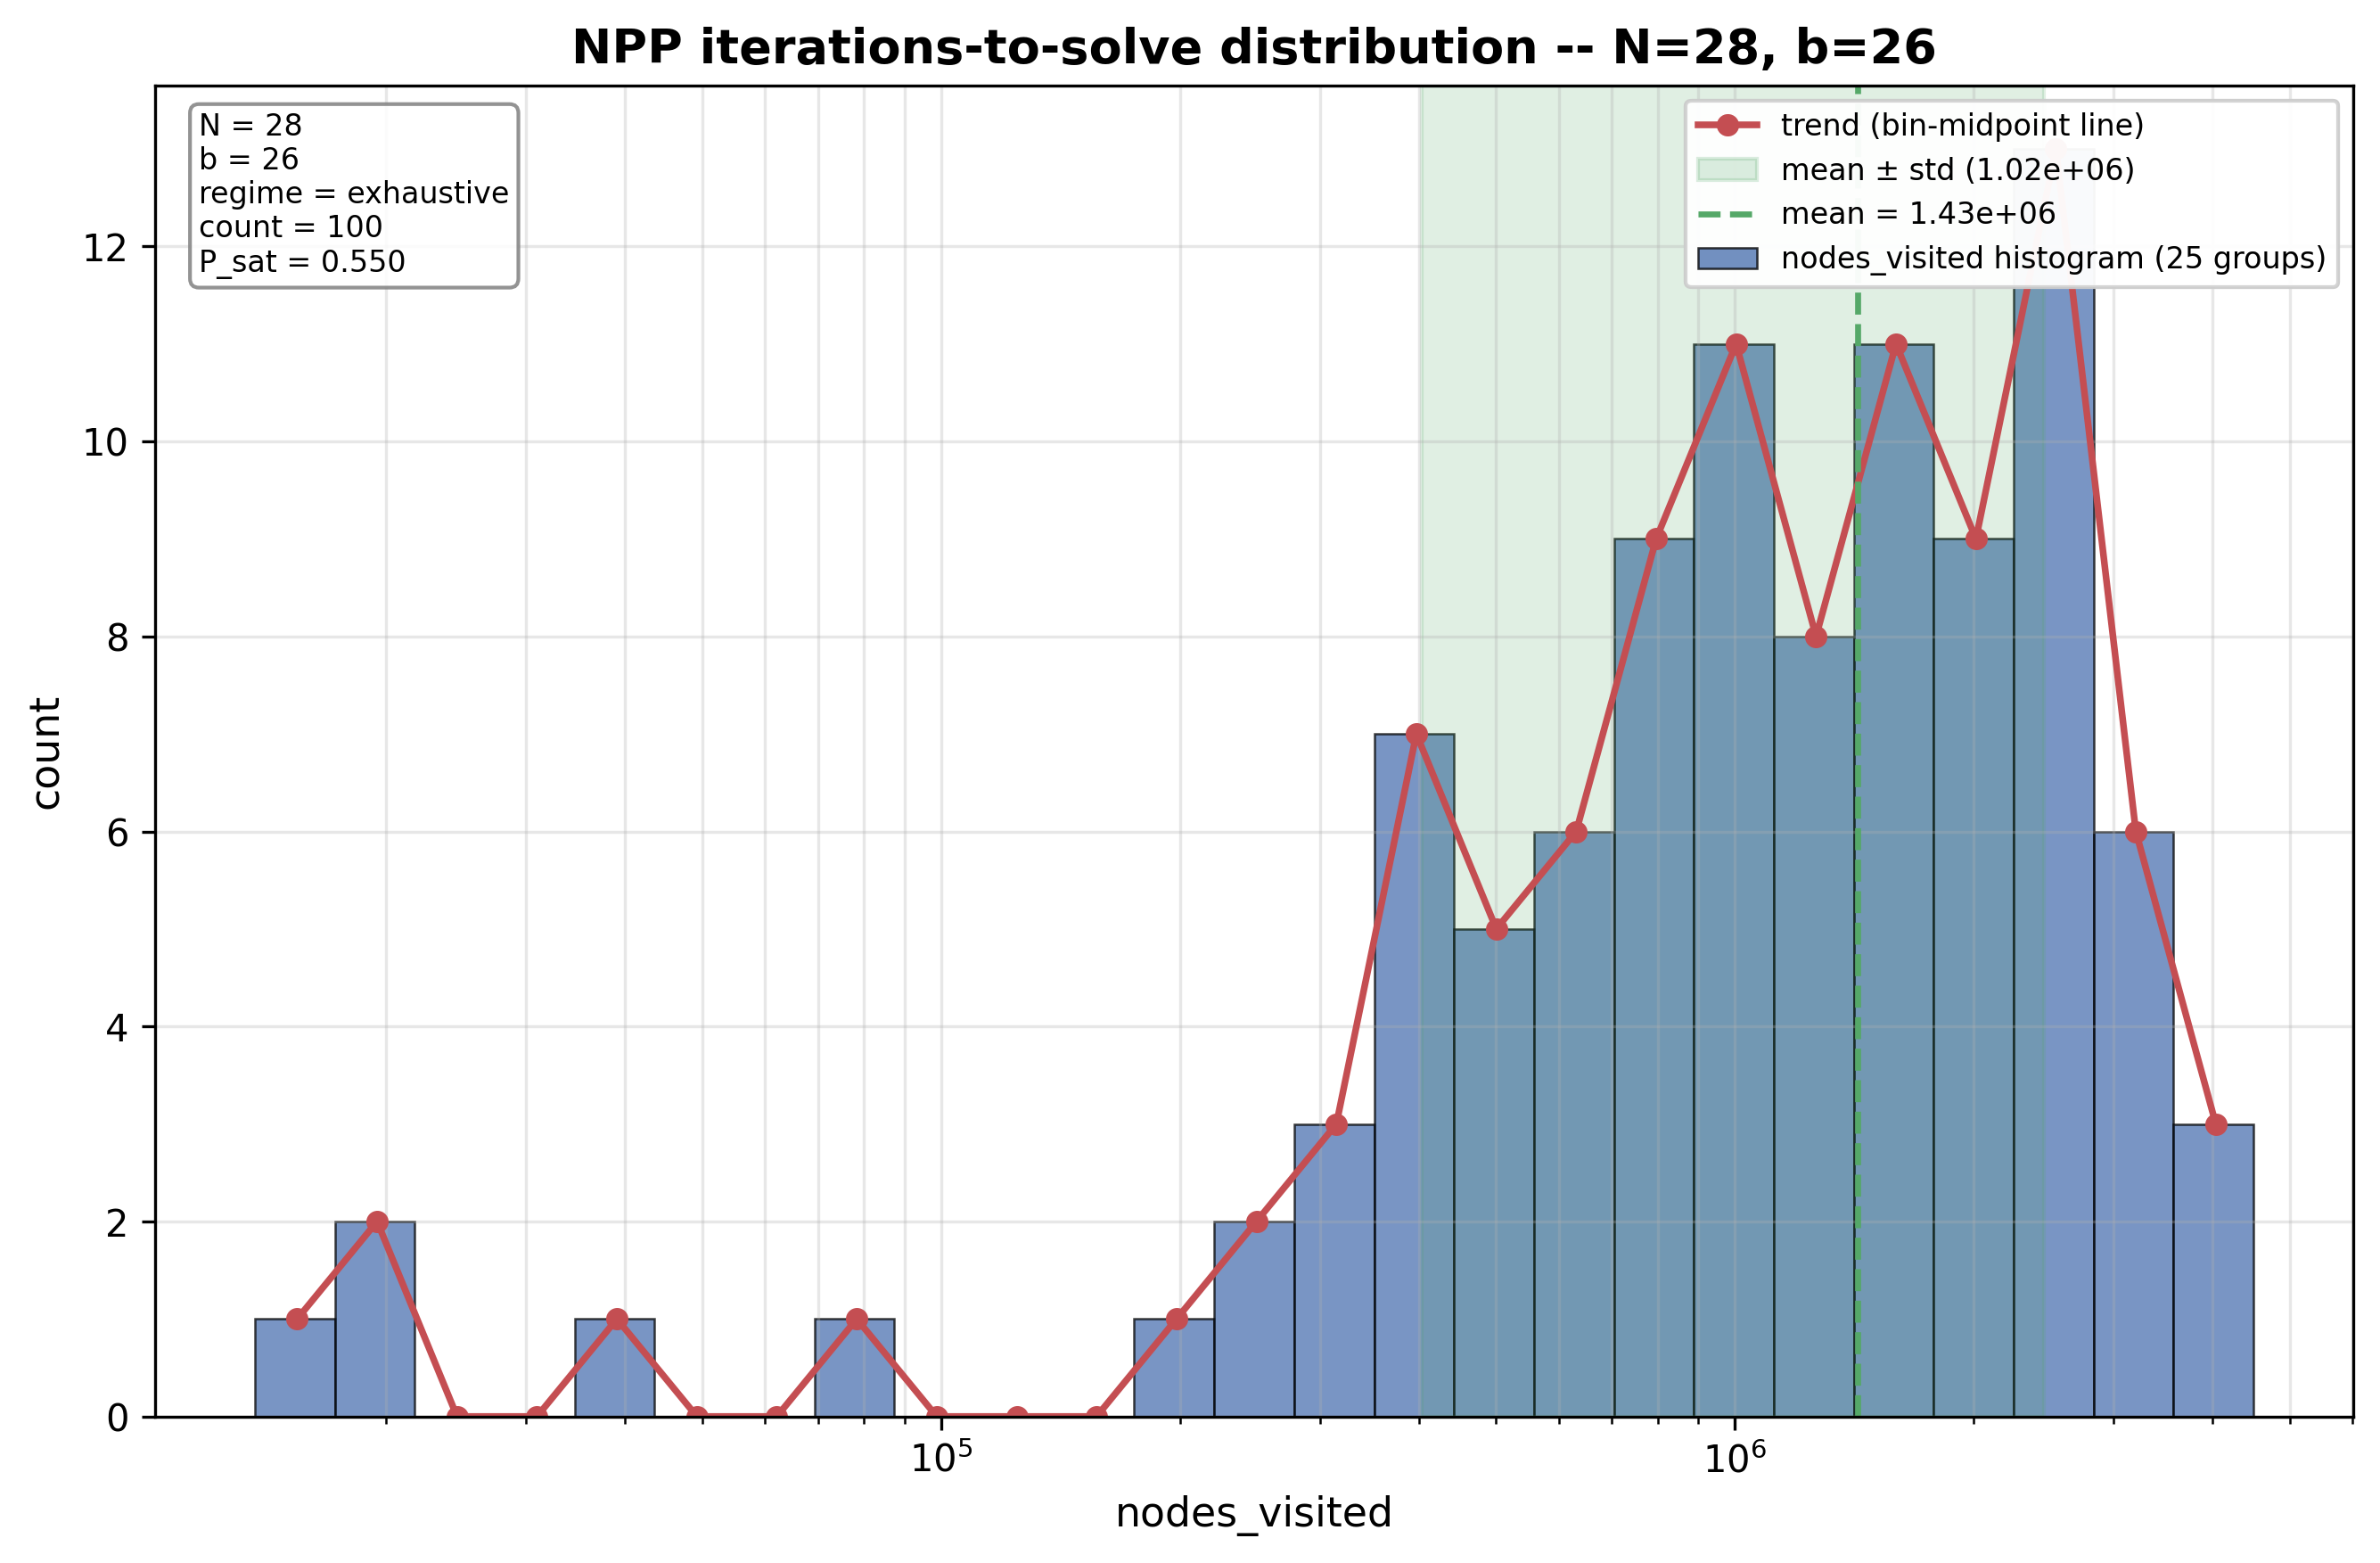 NPP iterations-to-solve distribution -- N=28, b=26
N = 28
b = 26
regime = exhaustive
count = 100
P_sat = 0.550
trend (bin-midpoint line)
mean ± std (1.02e+06)
mean = 1.43e+06
nodes_visited histogram (25 groups)
count
12
10
8
6
4
2
0
10⁵
10⁶
nodes_visited